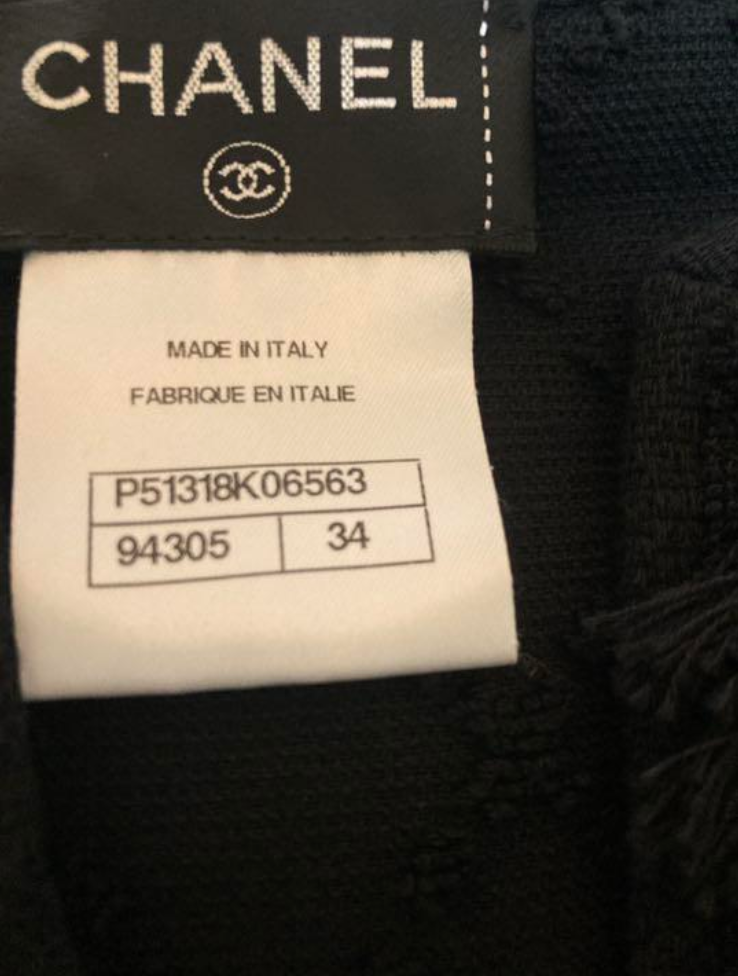 CHANEL
MADE IN ITALY
FABRIQUE EN ITALIE
P51318K06563
94305 34